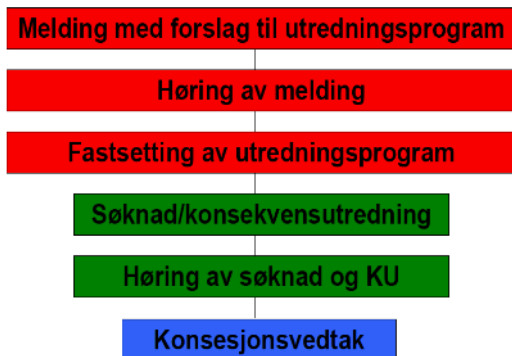 Melding med forslag til utredningsprogram
Høring av melding
Fastsetting av utredningsprogram
Søknad/konsekvensutredning
Høring av søknad og KU
Konsesjonsvedtak